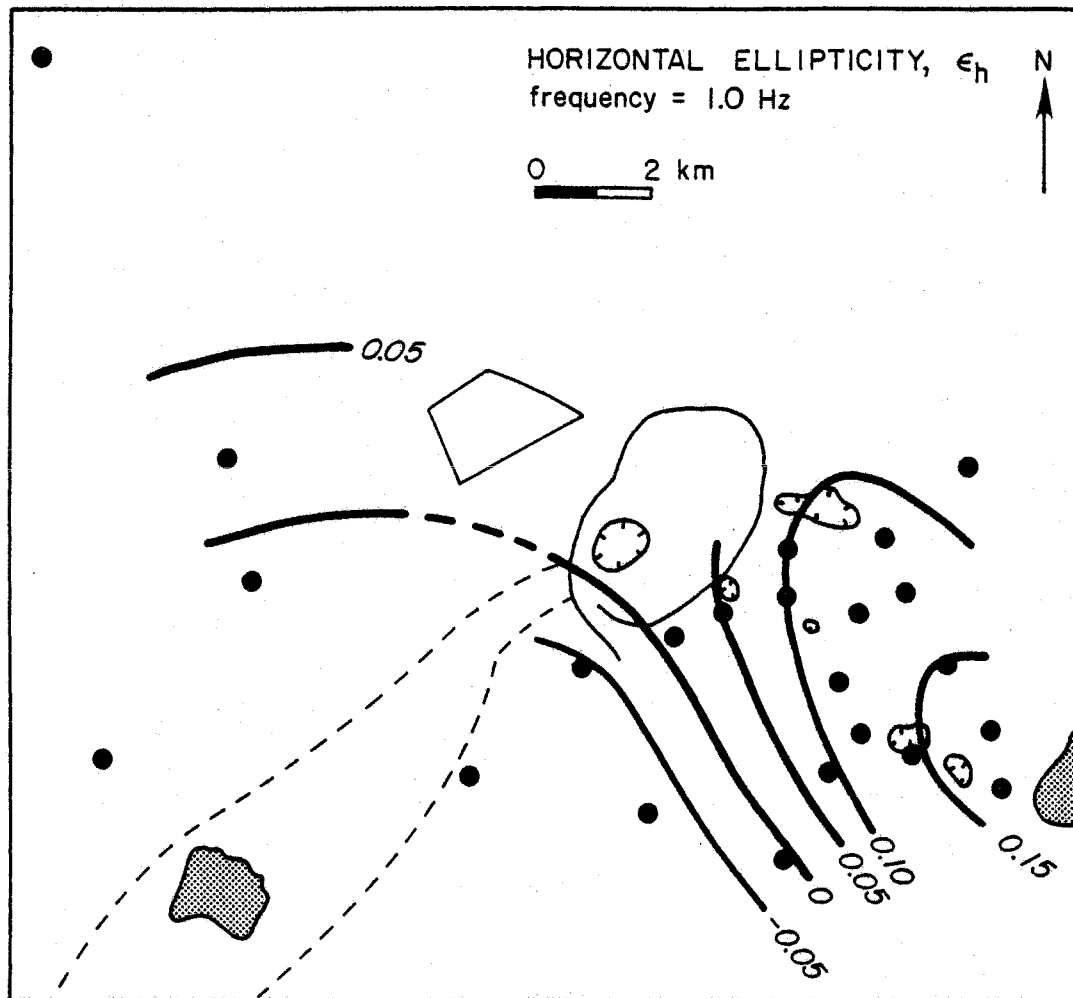 HORIZONTAL ELLIPTICITY, ϵh N
frequency = 1.0 Hz
0 2 km
0.05
0.15
0.10
0.05
0
-0.05